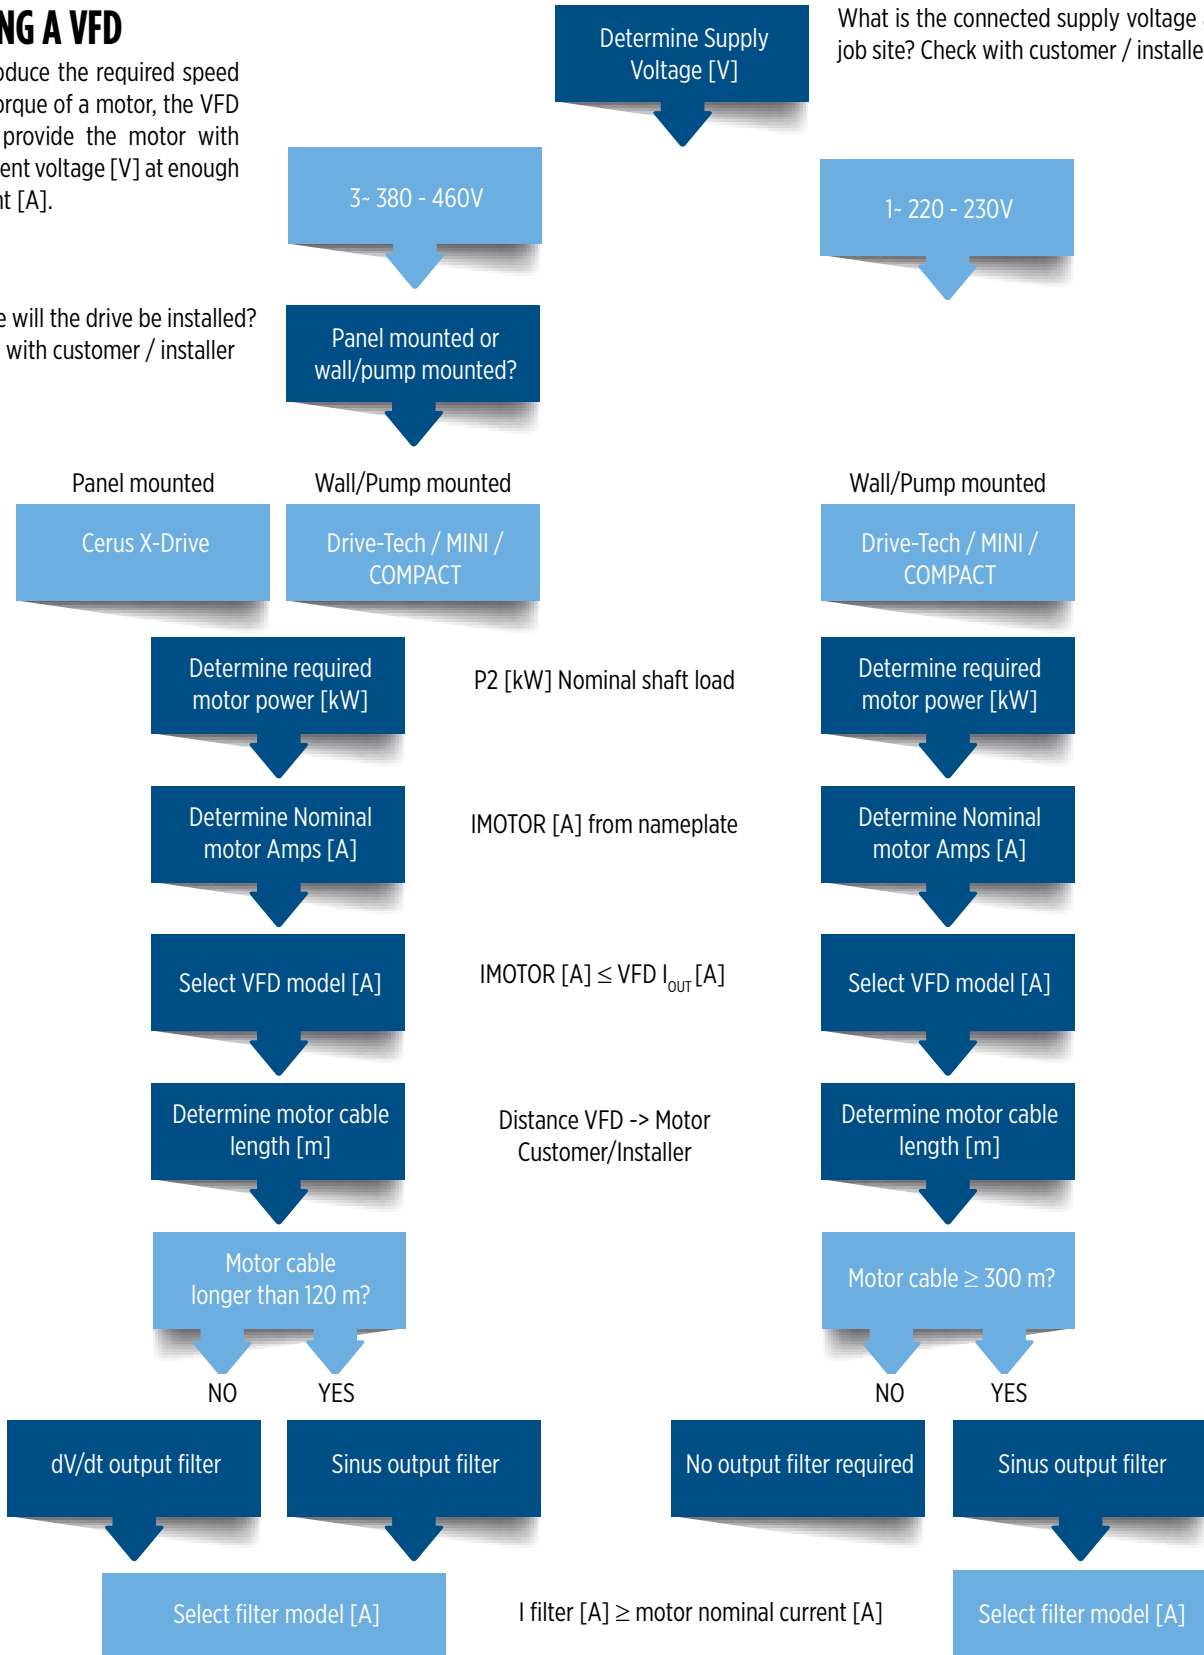 NG A VFD
oduce the required speed
orque of a motor, the VFD
provide the motor with
ent voltage [V] at enough
nt [A].
Determine Supply
Voltage [V]
What is the connected supply voltage
job site? Check with customer / installe
3~ 380 - 460V
1~ 220 - 230V
e will the drive be installed?
with customer / installer
Panel mounted or
wall/pump mounted?
Panel mounted
Wall/Pump mounted
Wall/Pump mounted
Cerus X-Drive
Drive-Tech / MINI /
COMPACT
Drive-Tech / MINI /
COMPACT
Determine required
motor power [kW]
P2 [kW] Nominal shaft load
Determine required
motor power [kW]
Determine Nominal
motor Amps [A]
IMOTOR [A] from nameplate
Determine Nominal
motor Amps [A]
Select VFD model [A]
IMOTOR [A] ≤ VFD I_OUT [A]
Select VFD model [A]
Determine motor cable
length [m]
Distance VFD -> Motor
Customer/Installer
Determine motor cable
length [m]
Motor cable
longer than 120 m?
Motor cable ≥ 300 m?
NO
YES
NO
YES
dV/dt output filter
Sinus output filter
No output filter required
Sinus output filter
Select filter model [A]
I filter [A] ≥ motor nominal current [A]
Select filter model [A]